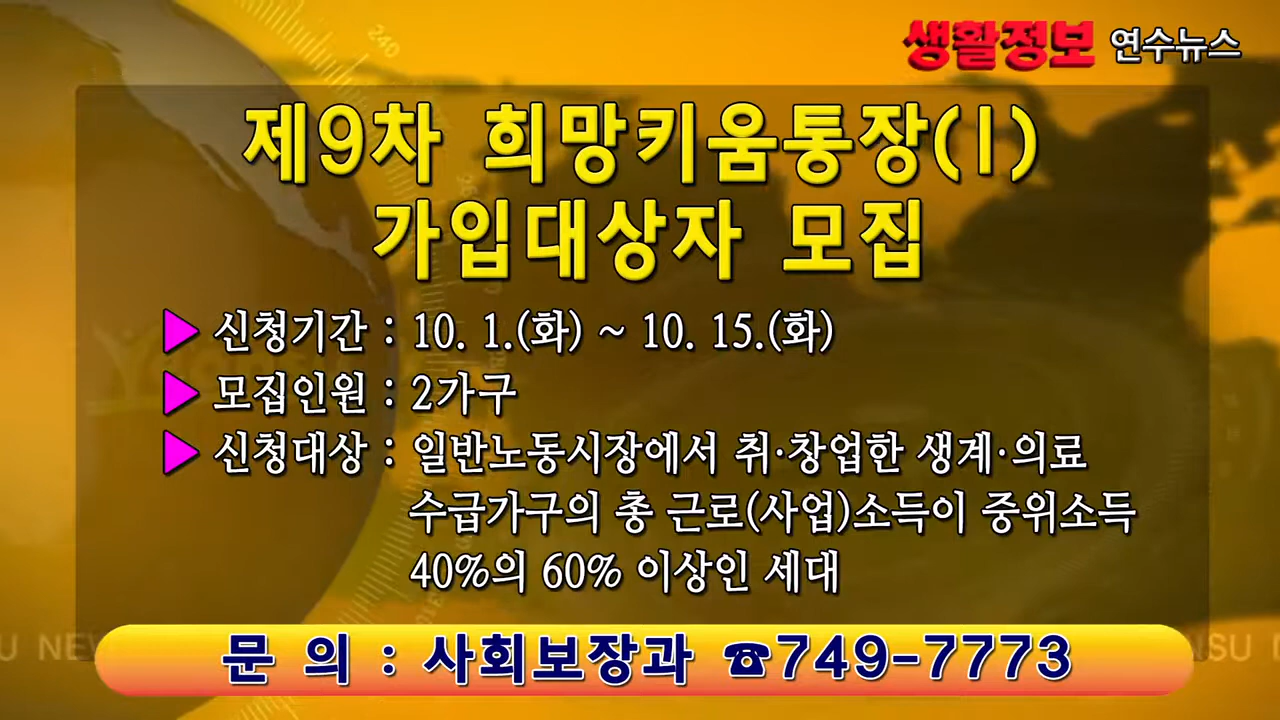 생활정보 연수뉴스
제9차 희망키움통장(Ⅰ)
가입대상자 모집
▶ 신청기간 : 10. 1.(화) ~ 10. 15.(화)
▶ 모집인원 : 2가구
▶ 신청대상 : 일반노동시장에서 취·창업한 생계·의료
수급가구의 총 근로(사업)소득이 중위소득
40%의 60% 이상인 세대
문 의 : 사회보장과 ☎749-7773